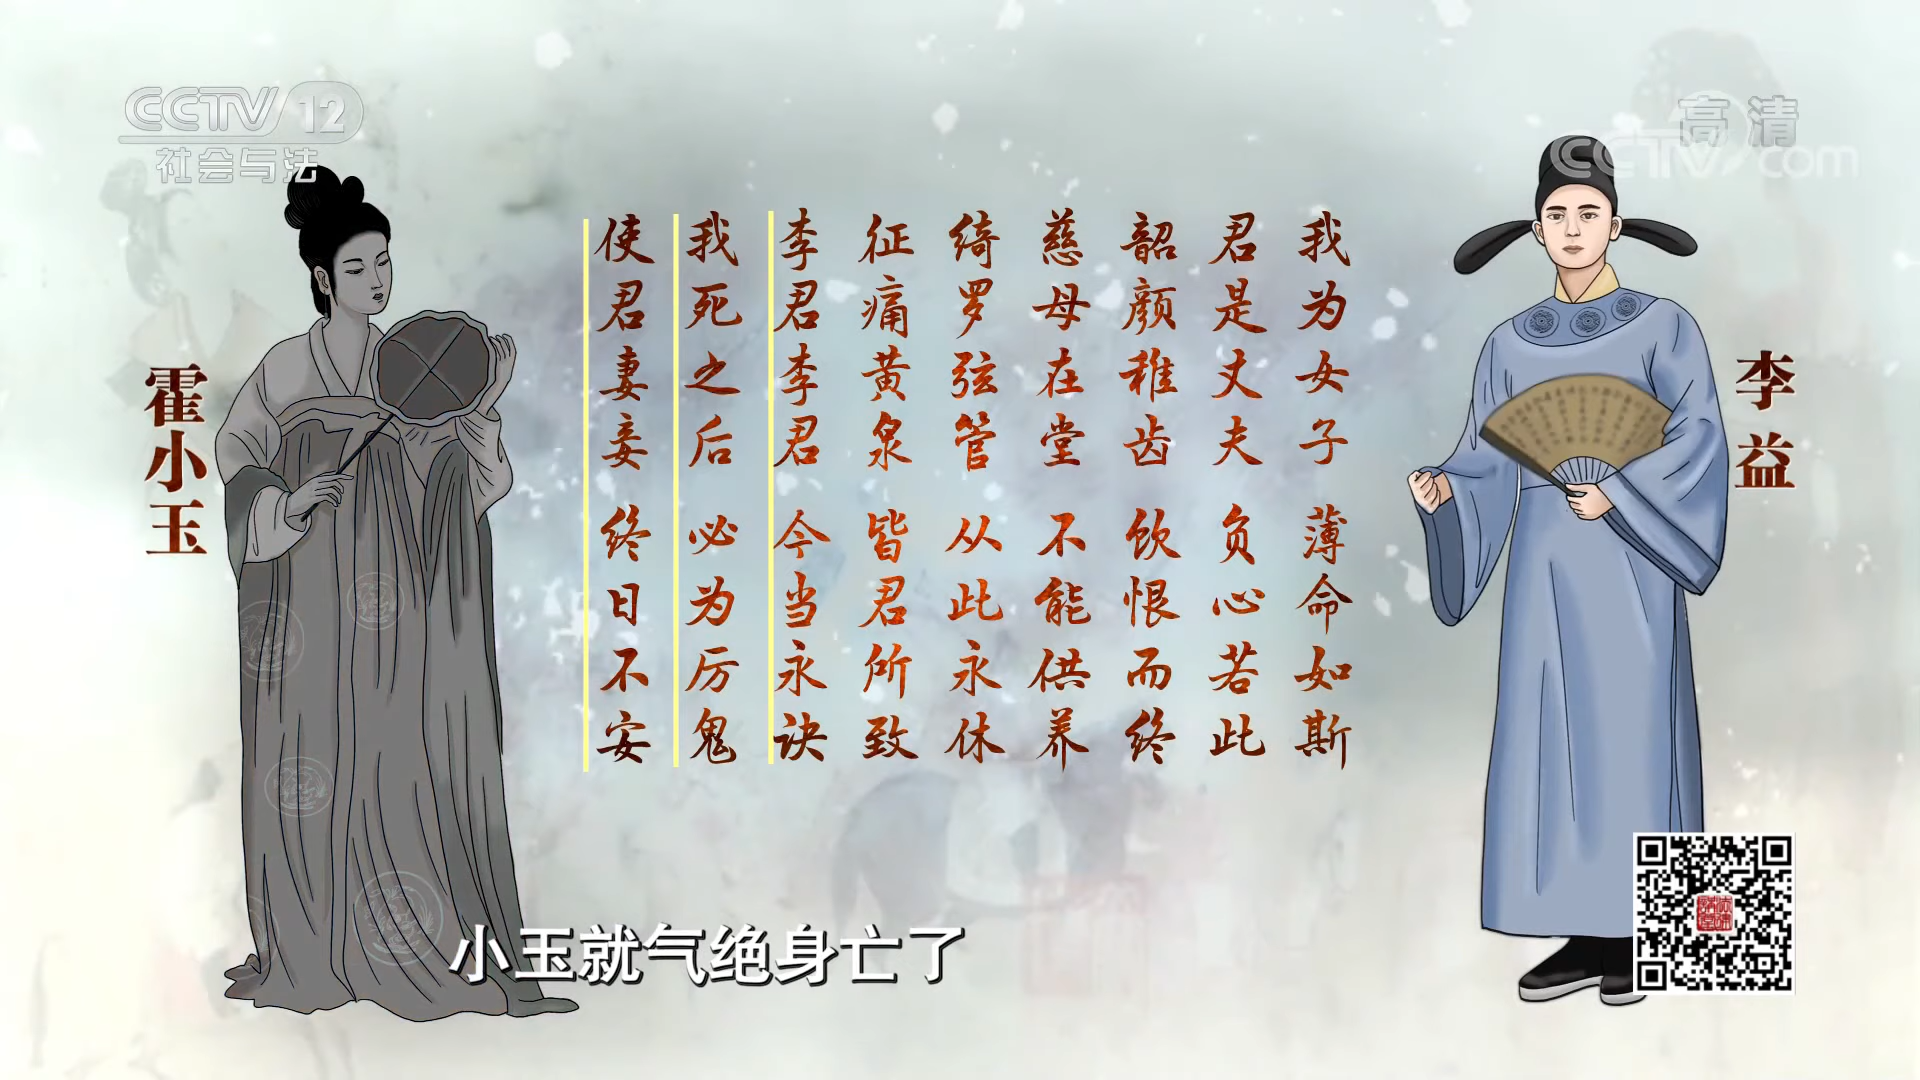 CCTV 12
社会与法
高清
CCTV.com
霍小玉
李益
我为女子 薄命如斯
君是丈夫 负心若此
韶颜稚齿 饮恨而终
慈母在堂 不能供养
绮罗弦管 从此永休
征痛黄泉 皆君所致
李君李君 今当永诀
我死之后 必为厉鬼
使君妻妾 终日不安
小玉就气绝身亡了